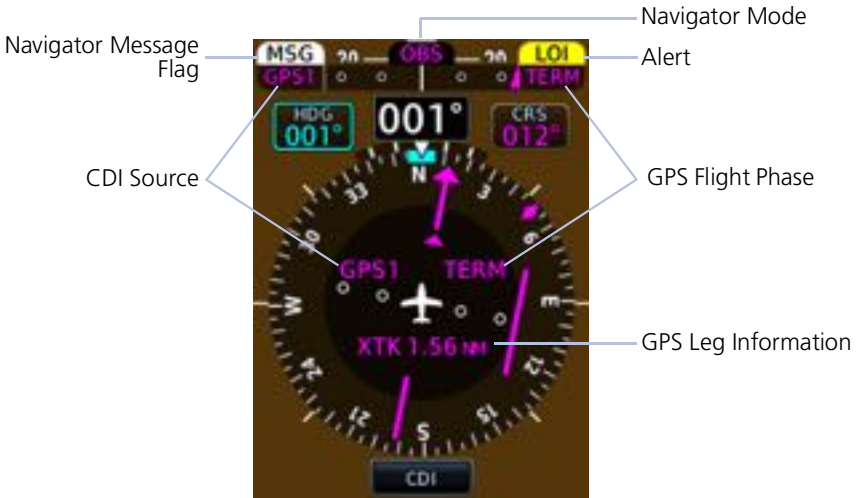 Navigator Mode
Navigator Message
Flag
Alert
MSG
20
OBS
20
LOI
GPS1
TERM
HDG
001°
001°
CRS
012°
CDI Source
GPS Flight Phase
N
33
3
30
6
GPS1
TERM
W
E
XTK 1.56 NM
GPS Leg Information
24
12
21
15
S
CDI